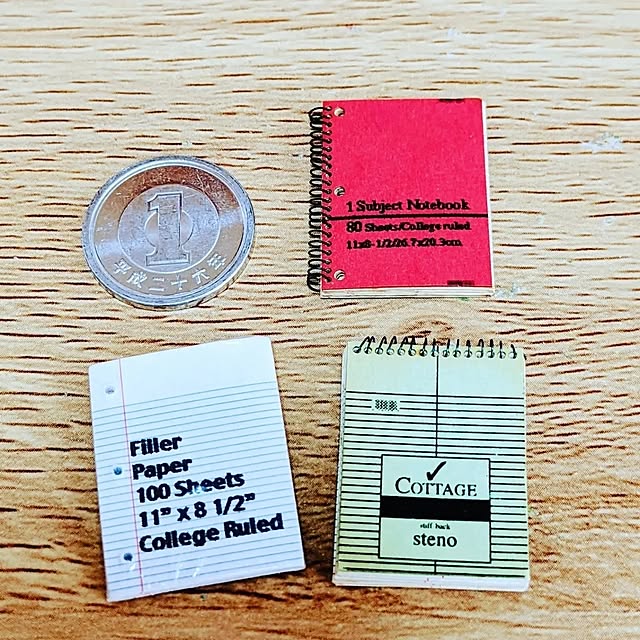 1
平成二十六年
1 Subject Notebook
80 Sheets/College ruled
11x8-1/2/26.7x20.3cm
Filler
Paper
100 Sheets
11" x 8 1/2"
College Ruled
COTTAGE
stiff back
steno